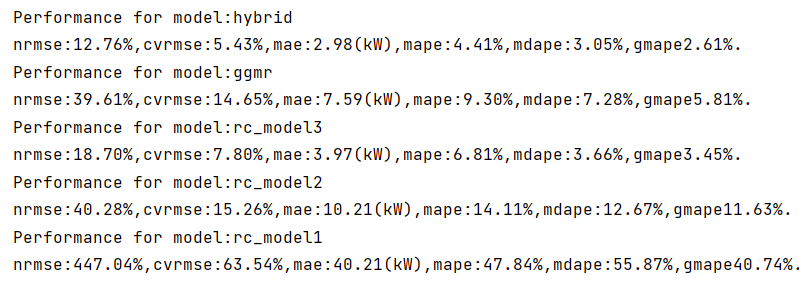 Performance for model:hybrid
nrmse:12.76%,cvrmse:5.43%,mae:2.98(kW),mape:4.41%,mdape:3.05%,gmape2.61%.
Performance for model:ggmr
nrmse:39.61%,cvrmse:14.65%,mae:7.59(kW),mape:9.30%,mdape:7.28%,gmape5.81%.
Performance for model:rc_model3
nrmse:18.70%,cvrmse:7.80%,mae:3.97(kW),mape:6.81%,mdape:3.66%,gmape3.45%.
Performance for model:rc_model2
nrmse:40.28%,cvrmse:15.26%,mae:10.21(kW),mape:14.11%,mdape:12.67%,gmape11.63%.
Performance for model:rc_model1
nrmse:447.04%,cvrmse:63.54%,mae:40.21(kW),mape:47.84%,mdape:55.87%,gmape40.74%.